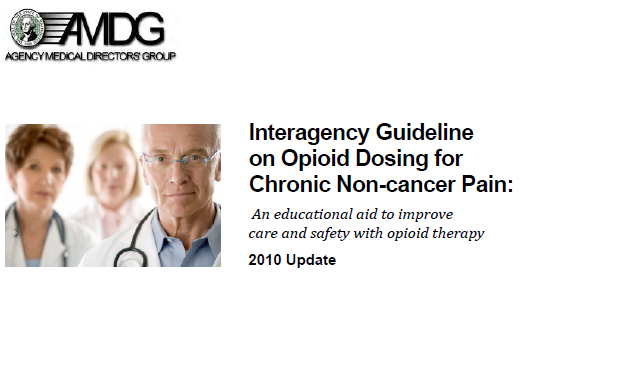 AMDG
AGENCY MEDICAL DIRECTORS' GROUP
Interagency Guideline
on Opioid Dosing for
Chronic Non-cancer Pain:
An educational aid to improve
care and safety with opioid therapy
2010 Update